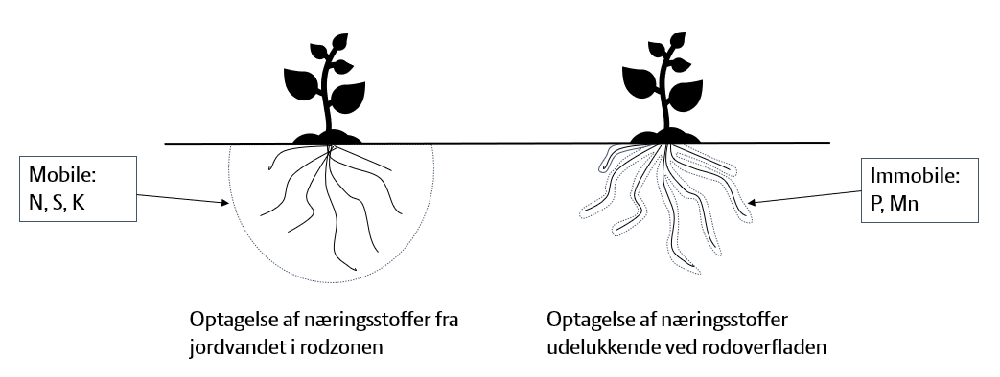 Mobile:
N, S, K
Immobile:
P, Mn
Optagelse af næringsstoffer fra
jordvandet i rodzonen
Optagelse af næringsstoffer
udelukkende ved rodoverfladen